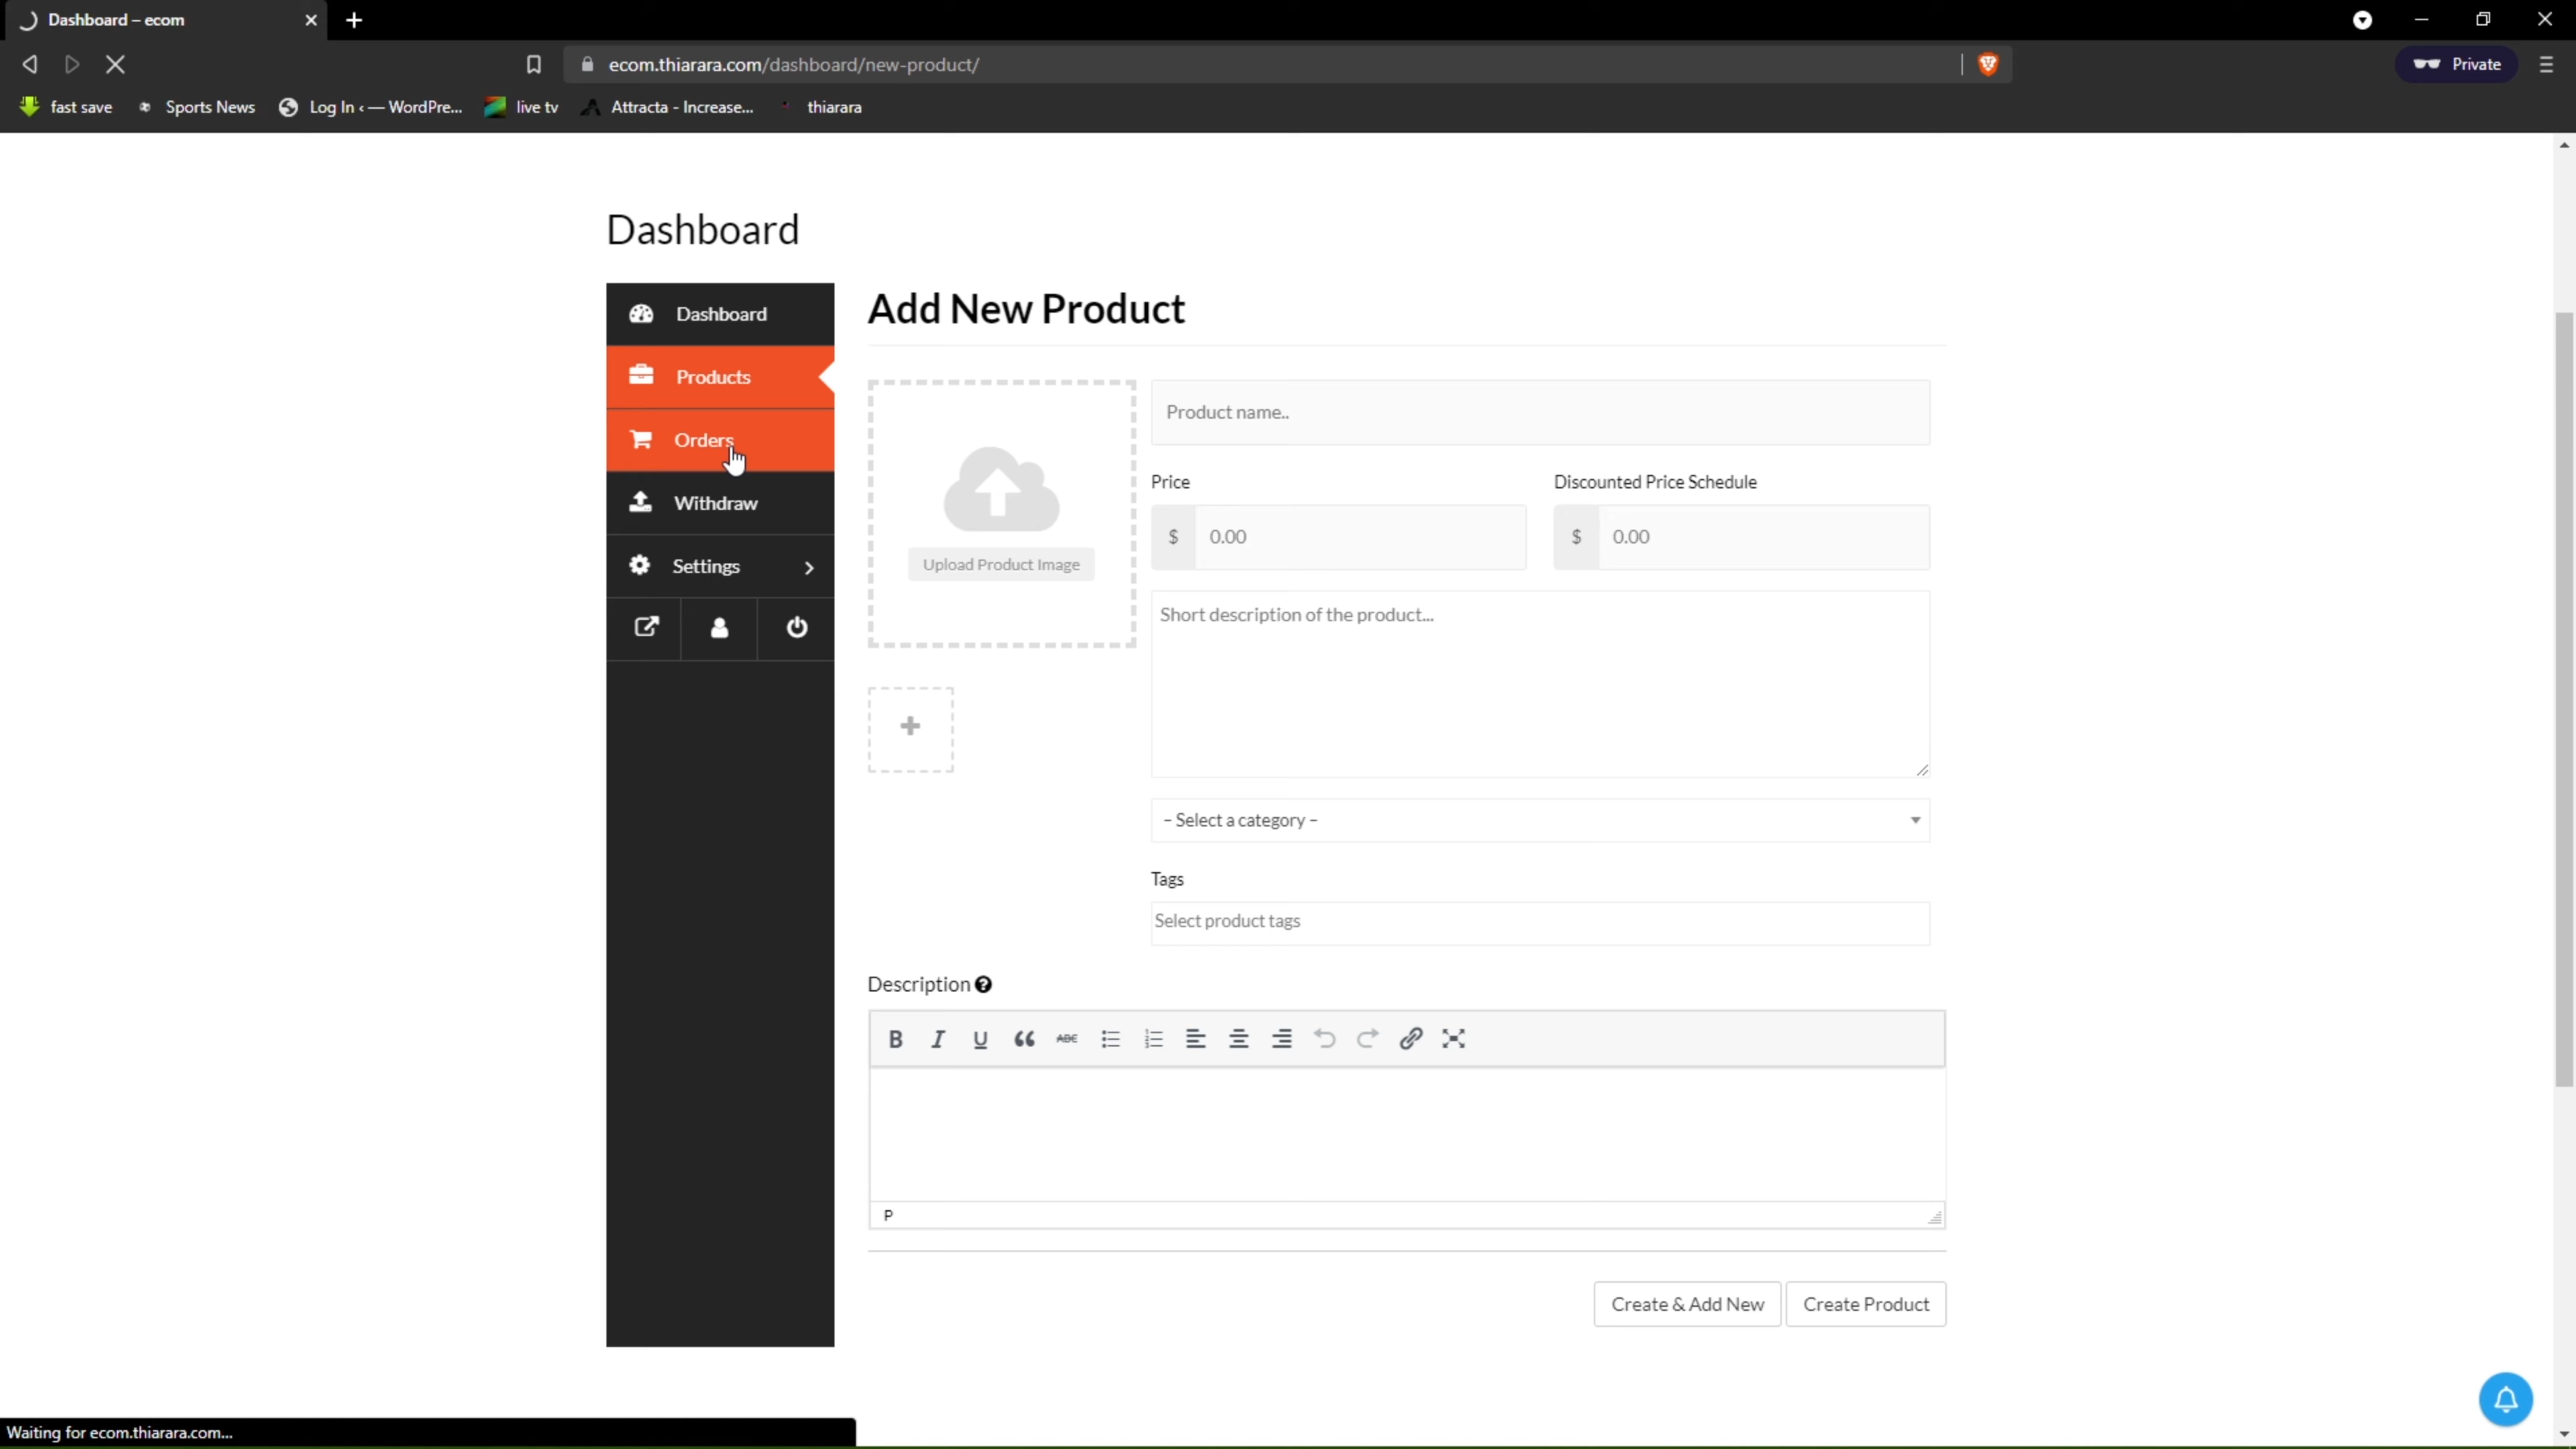 Dashboard – ecom
ecom.thiarara.com/dashboard/new-product/
Private
fast save
Sports News
Log In ‹ — WordPre...
live tv
Attracta - Increase...
thiarara
Dashboard
Dashboard
Products
Orders
Withdraw
Settings
Add New Product
Upload Product Image
Product name..
Price
Discounted Price Schedule
$ 0.00
$ 0.00
Short description of the product...
– Select a category –
Tags
Select product tags
Description
B I U ABC
P
Create & Add New
Create Product
Waiting for ecom.thiarara.com...